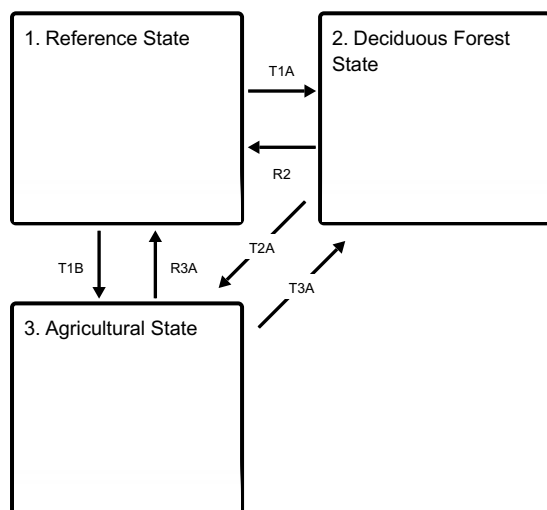 1. Reference State
2. Deciduous Forest
State
T1A
R2
T1B
R3A
T2A
T3A
3. Agricultural State